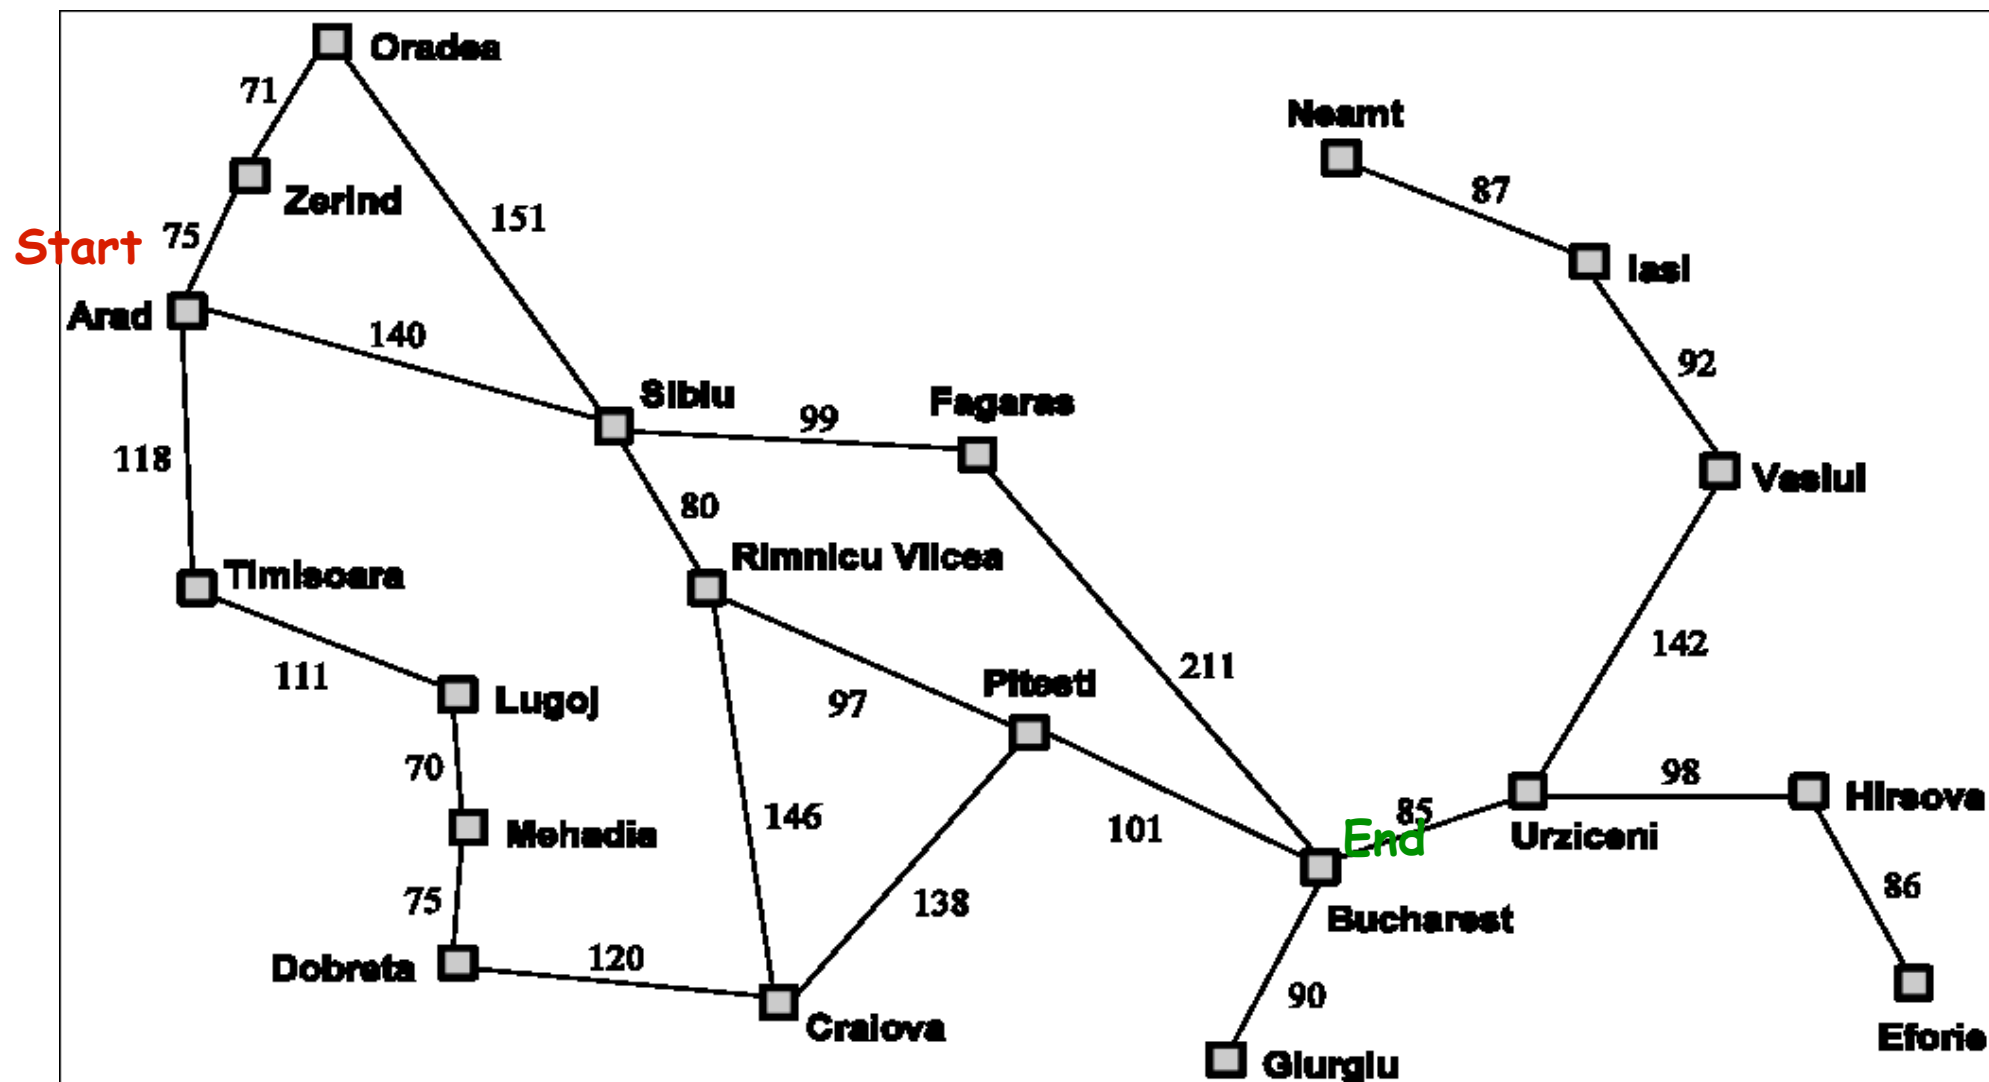 Oradea
71
Neamt
Zerind
87
151
75
Start
Iasi
Arad
140
92
Sibiu
Fagaras
99
118
Vaslui
80
Rimnicu Vilcea
Timisoara
142
211
111
Pitesti
Lugoj
97
70
98
Hirsova
85
End
146
101
Mehadia
Urziceni
86
75
138
Bucharest
120
Dobreta
90
Craiova
Eforie
Giurgiu